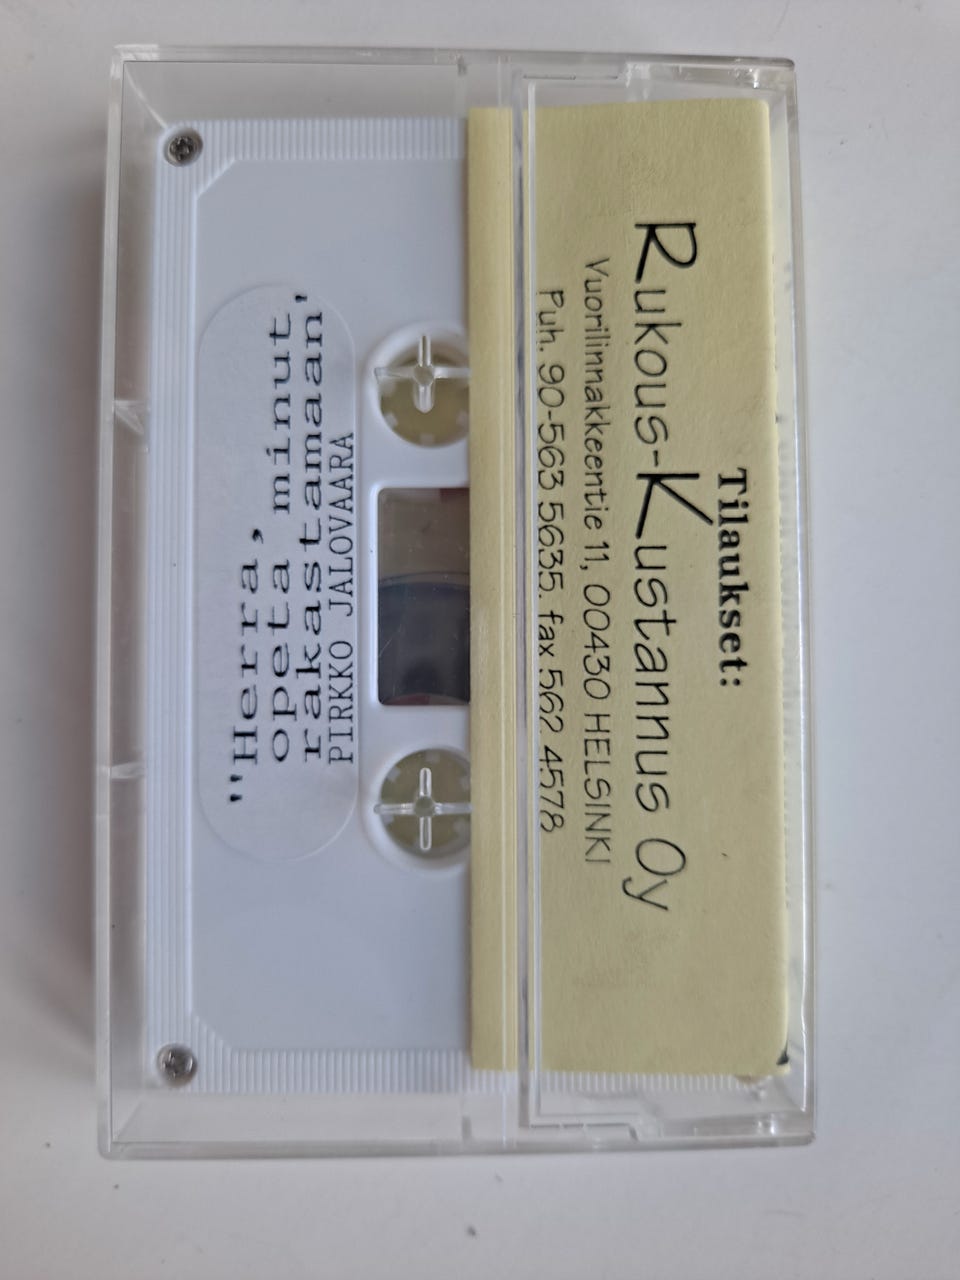 "Herra,
opeta minut
rakastamaan'
PIRKKO JALOVAARA
Tilaukset:
Rukous-Kustannus Oy
Vuorilinnakkeentie 11, 00430 HELSINKI
Puh. 90-563 5635. fax 562 4578